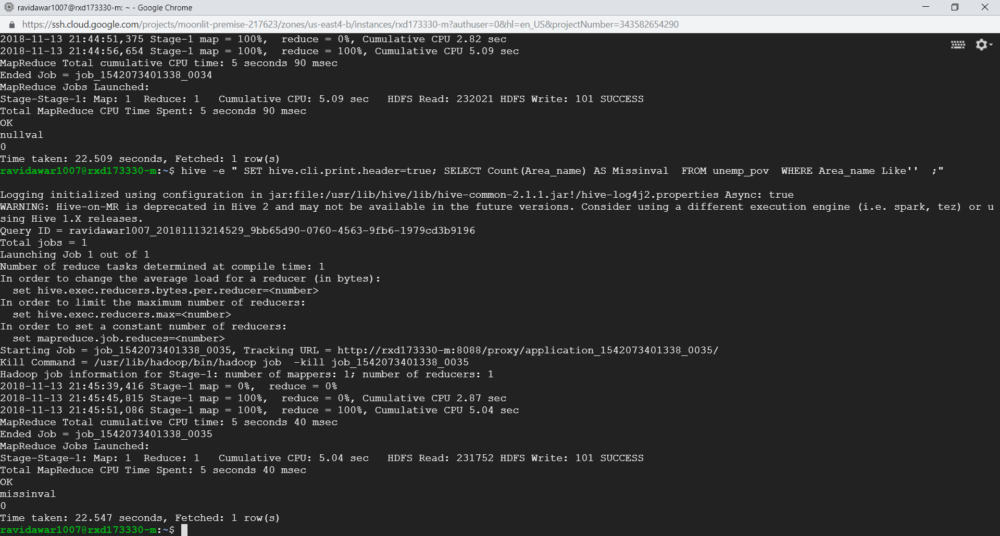 ravidawar1007@rxd173330-m: ~ - Google Chrome
https://ssh.cloud.google.com/projects/moonlit-premise-217623/zones/us-east4-b/instances/rxd173330-m?authuser=0&hl=en_US&projectNumber=343582654290
2018-11-13 21:44:51,375 Stage-1 map = 100%,  reduce = 0%, Cumulative CPU 2.82 sec
2018-11-13 21:44:56,654 Stage-1 map = 100%,  reduce = 100%, Cumulative CPU 5.09 sec
MapReduce Total cumulative CPU time: 5 seconds 90 msec
Ended Job = job_1542073401338_0034
MapReduce Jobs Launched:
Stage-Stage-1: Map: 1  Reduce: 1   Cumulative CPU: 5.09 sec   HDFS Read: 232021 HDFS Write: 101 SUCCESS
Total MapReduce CPU Time Spent: 5 seconds 90 msec
OK
nullval
0
Time taken: 22.509 seconds, Fetched: 1 row(s)
ravidawar1007@rxd173330-m:~$ hive -e " SET hive.cli.print.header=true; SELECT Count(Area_name) AS Missinval  FROM unemp_pov  WHERE Area_name Like''  ;"
Logging initialized using configuration in jar:file:/usr/lib/hive/lib/hive-common-2.1.1.jar!/hive-log4j2.properties Async: true
WARNING: Hive-on-MR is deprecated in Hive 2 and may not be available in the future versions. Consider using a different execution engine (i.e. spark, tez) or u
sing Hive 1.X releases.
Query ID = ravidawar1007_20181113214529_9bb65d90-0760-4563-9fb6-1979cd3b9196
Total jobs = 1
Launching Job 1 out of 1
Number of reduce tasks determined at compile time: 1
In order to change the average load for a reducer (in bytes):
  set hive.exec.reducers.bytes.per.reducer=<number>
In order to limit the maximum number of reducers:
  set hive.exec.reducers.max=<number>
In order to set a constant number of reducers:
  set mapreduce.job.reduces=<number>
Starting Job = job_1542073401338_0035, Tracking URL = http://rxd173330-m:8088/proxy/application_1542073401338_0035/
Kill Command = /usr/lib/hadoop/bin/hadoop job  -kill job_1542073401338_0035
Hadoop job information for Stage-1: number of mappers: 1; number of reducers: 1
2018-11-13 21:45:39,416 Stage-1 map = 0%,  reduce = 0%
2018-11-13 21:45:45,815 Stage-1 map = 100%,  reduce = 0%, Cumulative CPU 2.87 sec
2018-11-13 21:45:51,086 Stage-1 map = 100%,  reduce = 100%, Cumulative CPU 5.04 sec
MapReduce Total cumulative CPU time: 5 seconds 40 msec
Ended Job = job_1542073401338_0035
MapReduce Jobs Launched:
Stage-Stage-1: Map: 1  Reduce: 1   Cumulative CPU: 5.04 sec   HDFS Read: 231752 HDFS Write: 101 SUCCESS
Total MapReduce CPU Time Spent: 5 seconds 40 msec
OK
missinval
0
Time taken: 22.547 seconds, Fetched: 1 row(s)
ravidawar1007@rxd173330-m:~$